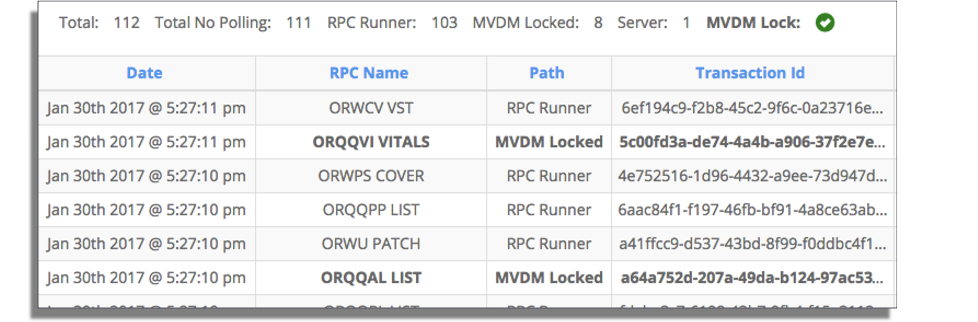 Total: 112 Total No Polling: 111 RPC Runner: 103 MVDM Locked: 8 Server: 1 MVDM Lock:
Date RPC Name Path Transaction Id
Jan 30th 2017 @ 5:27:11 pm ORWCV VST RPC Runner 6ef194c9-f2b8-45c2-9f6c-0a23716e...
Jan 30th 2017 @ 5:27:11 pm ORQQVI VITALS MVDM Locked 5c00fd3a-de74-4a4b-a906-37f2e7e...
Jan 30th 2017 @ 5:27:10 pm ORWPS COVER RPC Runner 4e752516-1d96-4432-a9ee-73d947d...
Jan 30th 2017 @ 5:27:10 pm ORQQPP LIST RPC Runner 6aac84f1-f197-46fb-bf91-4a8ce63ab...
Jan 30th 2017 @ 5:27:10 pm ORWU PATCH RPC Runner a41ffcc9-d537-43bd-8f99-f0ddbc4f1...
Jan 30th 2017 @ 5:27:10 pm ORQQAL LIST MVDM Locked a64a752d-207a-49da-b124-97ac53...